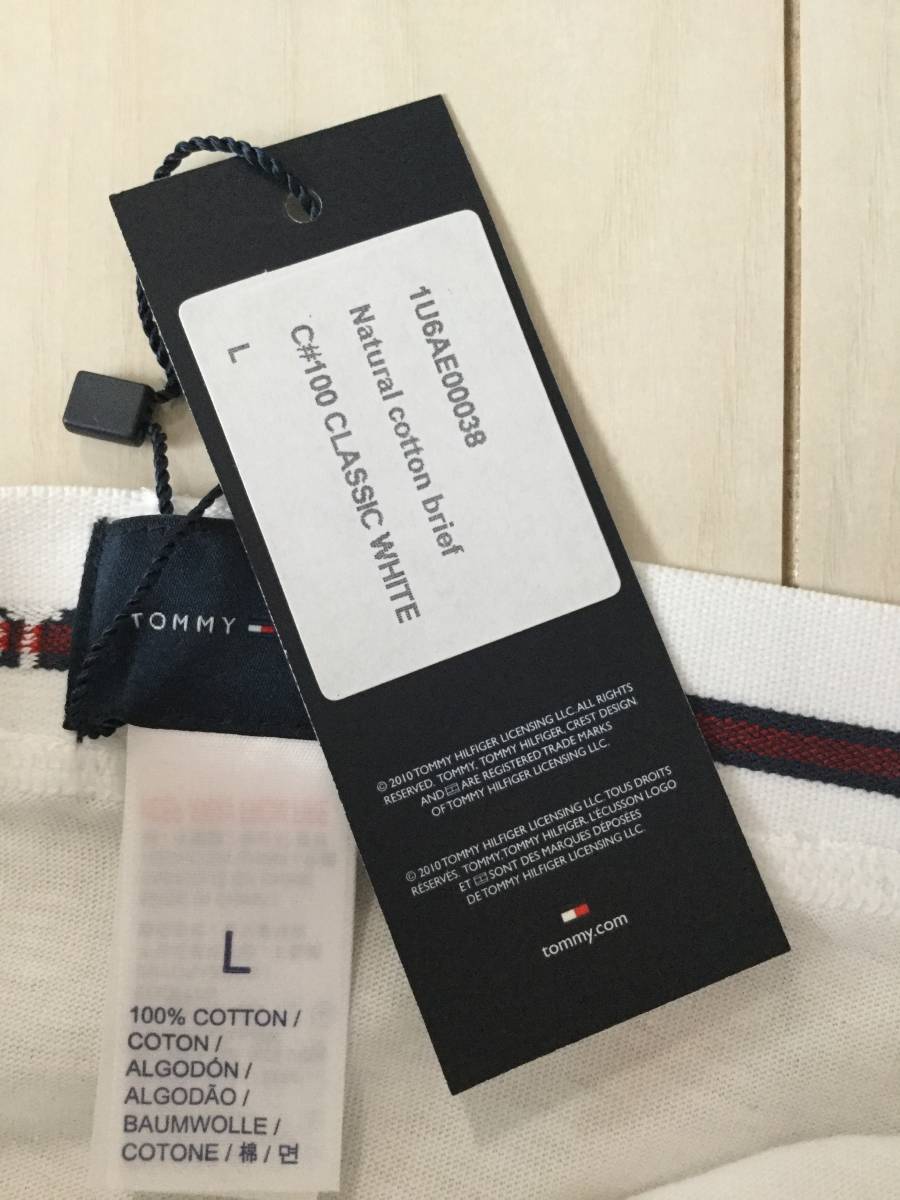 1U6AE00038
Natural cotton brief
C#100 CLASSIC WHITE
L
© 2010 TOMMY HILFIGER LICENSING LLC. ALL RIGHTS
RESERVED. TOMMY, TOMMY HILFIGER, CREST DESIGN
AND ARE REGISTERED TRADE MARKS
OF TOMMY HILFIGER LICENSING LLC.
© 2010 TOMMY HILFIGER LICENSING LLC. TOUS DROITS
RESERVES. TOMMY, TOMMY HILFIGER, L'ÉCUSSON LOGO
ET SONT DES MARQUES DÉPOSÉES
DE TOMMY HILFIGER LICENSING LLC.
tommy.com
TOMMY
L
100% COTTON /
COTON /
ALGODÓN /
ALGODÃO /
BAUMWOLLE /
COTONE / 棉 / 면